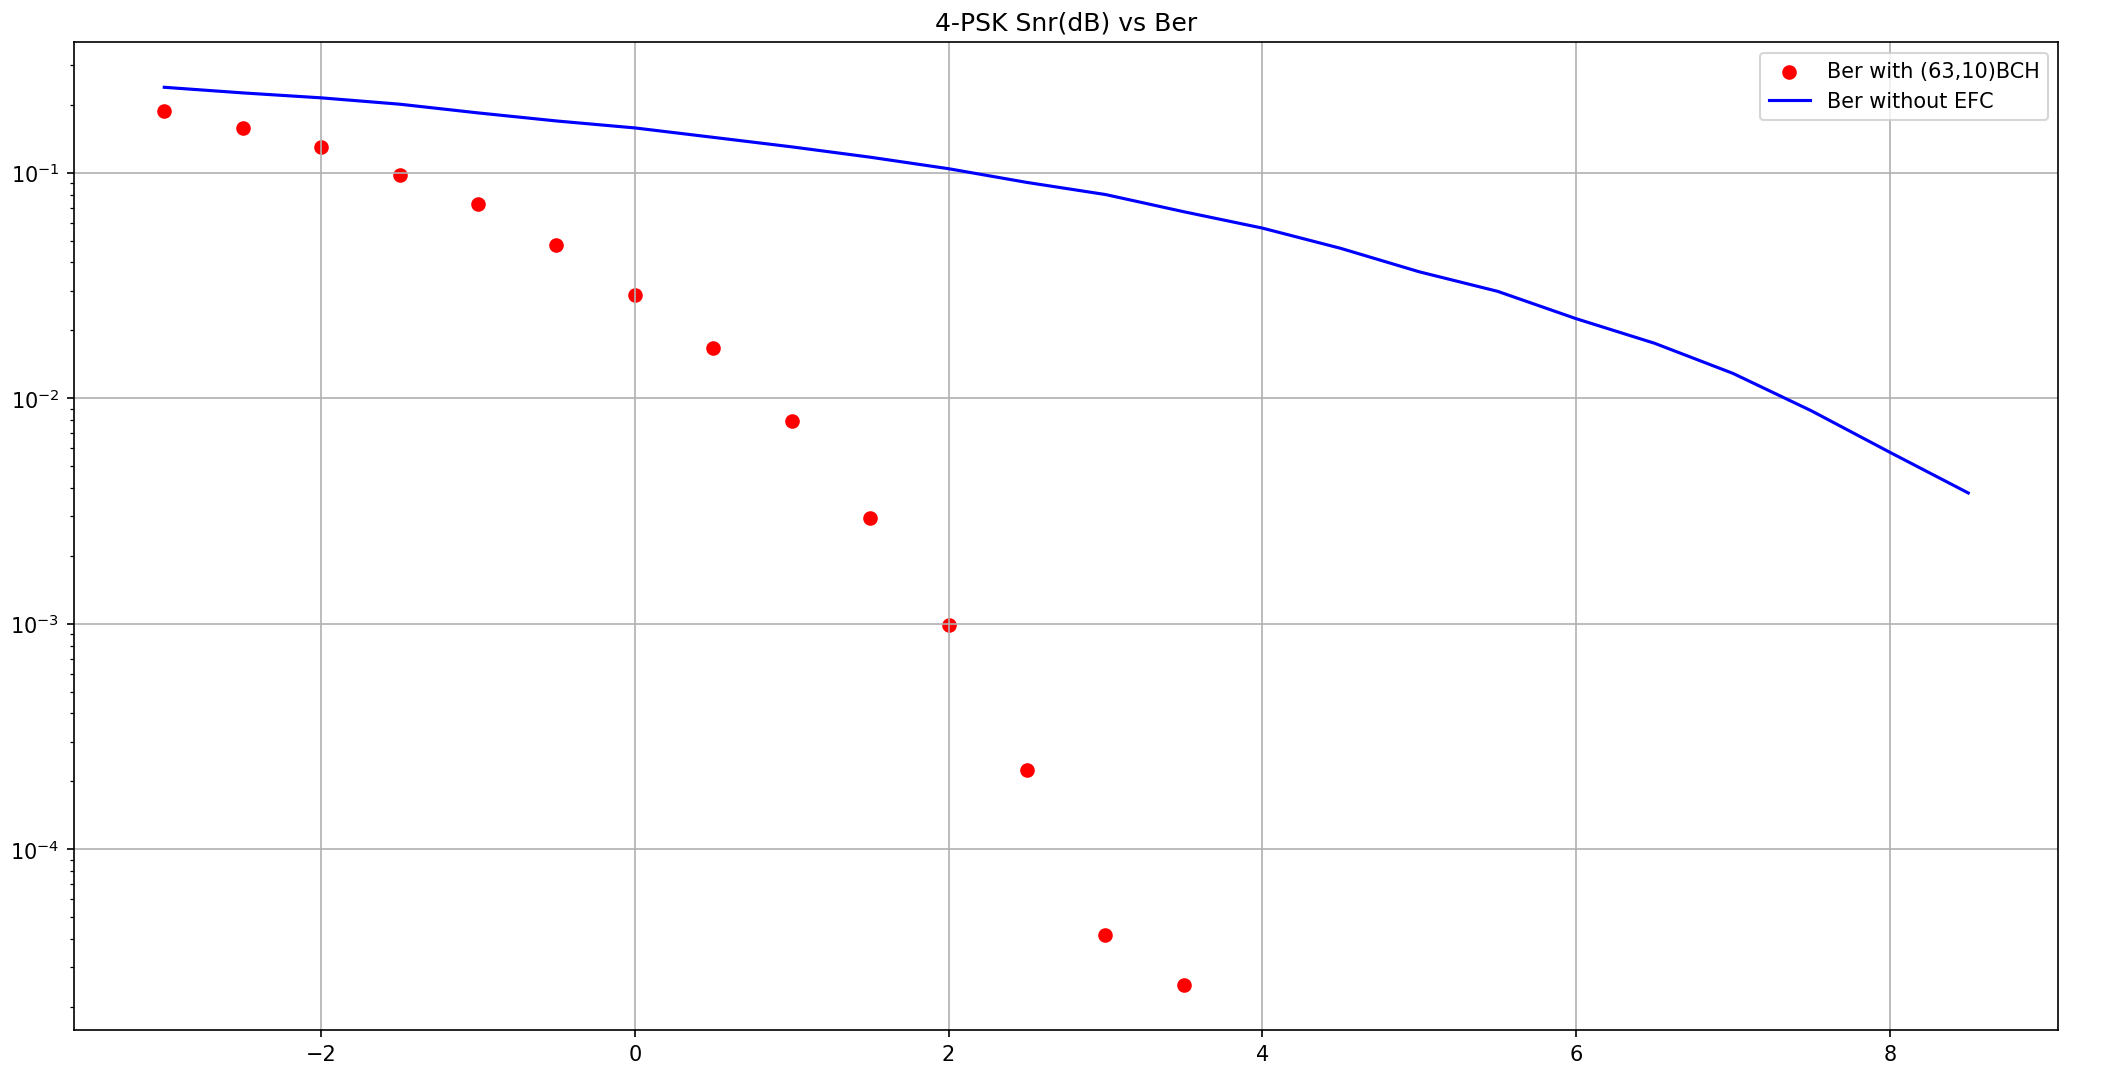 4-PSK Snr(dB) vs Ber
Ber with (63,10)BCH
Ber without EFC
10⁻¹
10⁻²
10⁻³
10⁻⁴
−2 0 2 4 6 8